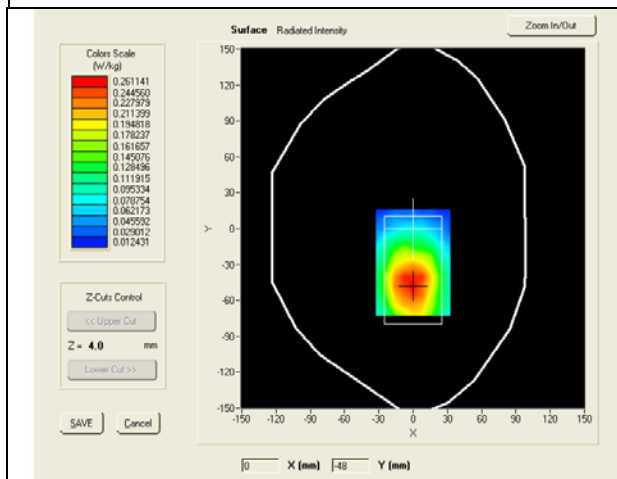 Surface Radiated Intensity
Zoom In/Out
Colors Scale
(W/kg)
0.261141
0.244560
0.227979
0.211399
0.194818
0.178237
0.161657
0.145076
0.128496
0.111915
0.095334
0.078754
0.062173
0.045592
0.029012
0.012431
Z-Cuts Control
<< Upper Cut
Z = 4.0 mm
Lower Cut >>
SAVE
Cancel
150
120
90
60
30
0
-30
-60
-90
-120
-150
Y
-150 -120 -90 -60 -30 0 30 60 90 120 150
X
0 X (mm) -48 Y (mm)